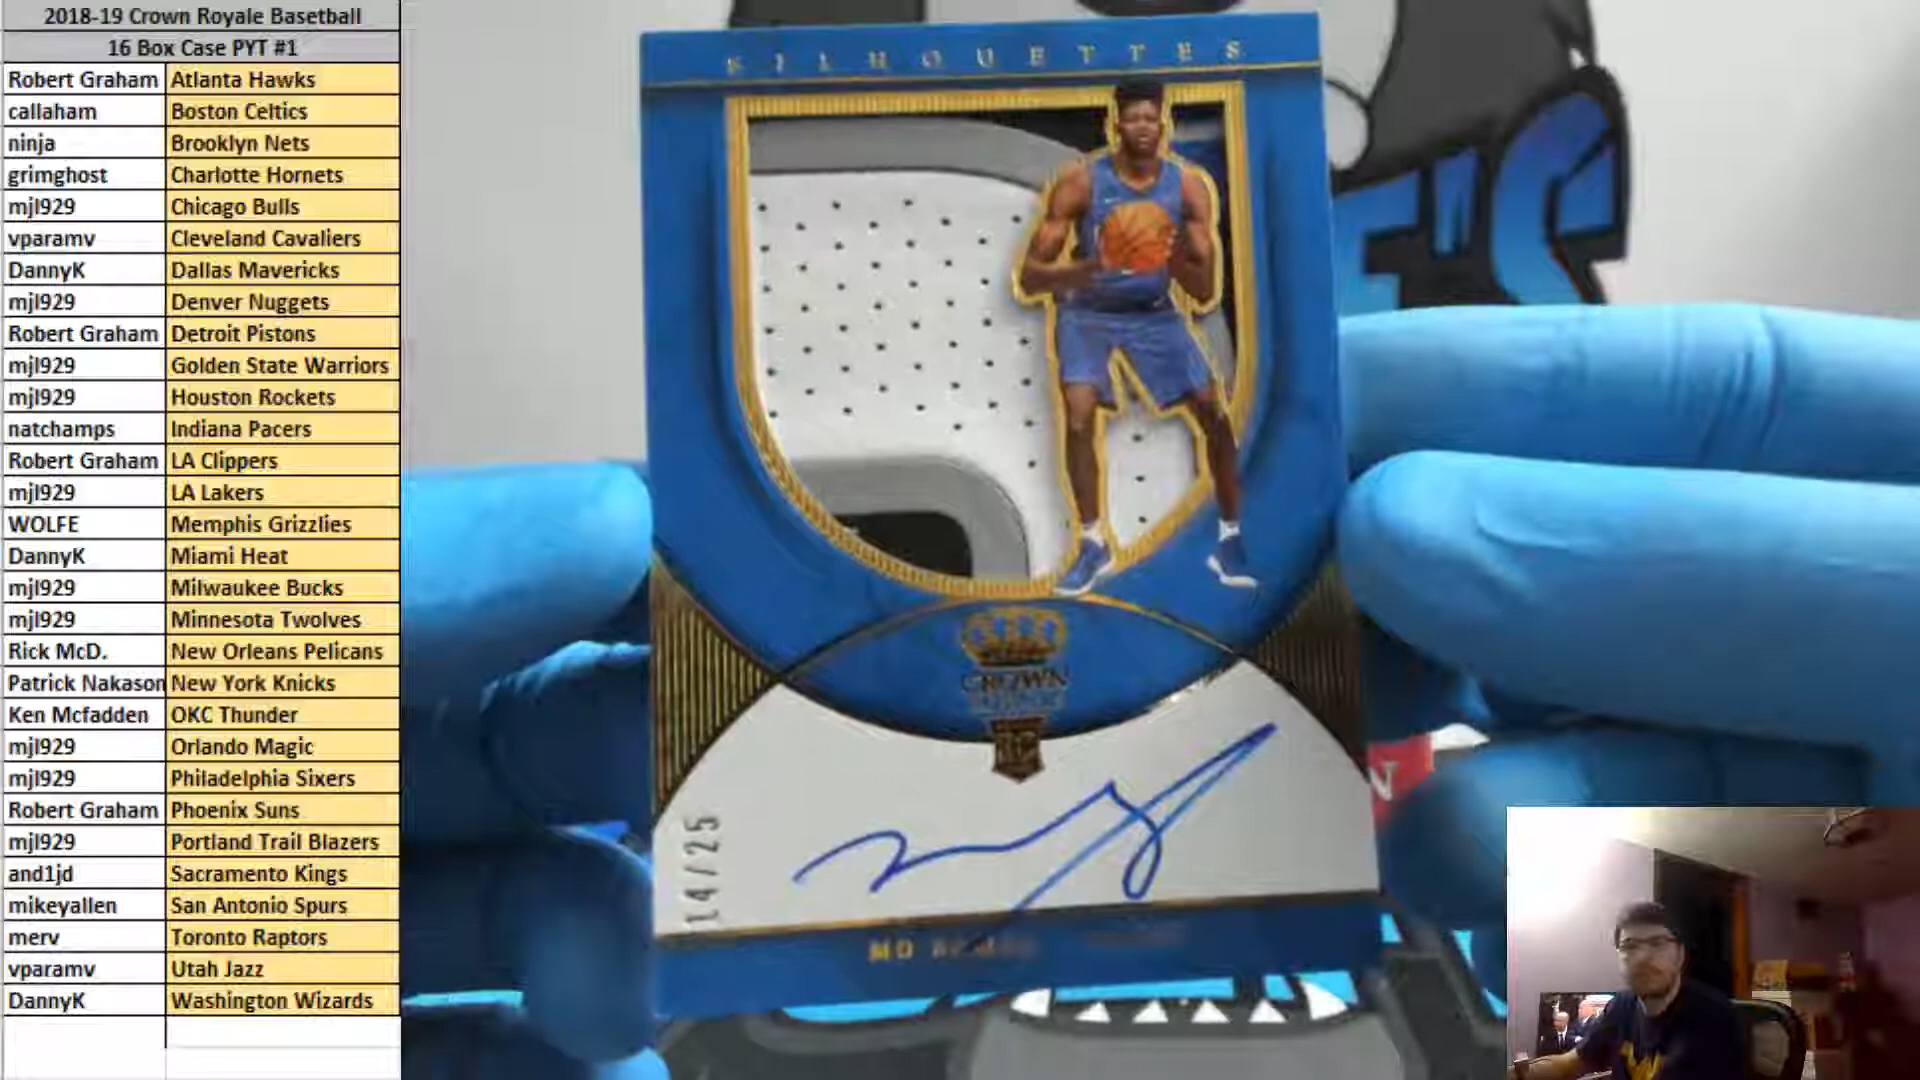 2018-19 Crown Royale Basetball
16 Box Case PYT #1
Robert Graham Atlanta Hawks
callaham Boston Celtics
ninja Brooklyn Nets
grimghost Charlotte Hornets
mjl929 Chicago Bulls
vparamv Cleveland Cavaliers
DannyK Dallas Mavericks
mjl929 Denver Nuggets
Robert Graham Detroit Pistons
mjl929 Golden State Warriors
mjl929 Houston Rockets
natchamps Indiana Pacers
Robert Graham LA Clippers
mjl929 LA Lakers
WOLFE Memphis Grizzlies
DannyK Miami Heat
mjl929 Milwaukee Bucks
mjl929 Minnesota Twolves
Rick McD. New Orleans Pelicans
Patrick Nakason New York Knicks
Ken Mcfadden OKC Thunder
mjl929 Orlando Magic
mjl929 Philadelphia Sixers
Robert Graham Phoenix Suns
mjl929 Portland Trail Blazers
and1jd Sacramento Kings
mikeyallen San Antonio Spurs
merv Toronto Raptors
vparamv Utah Jazz
DannyK Washington Wizards
SILHOUETTES
CROWN
14/25
MO